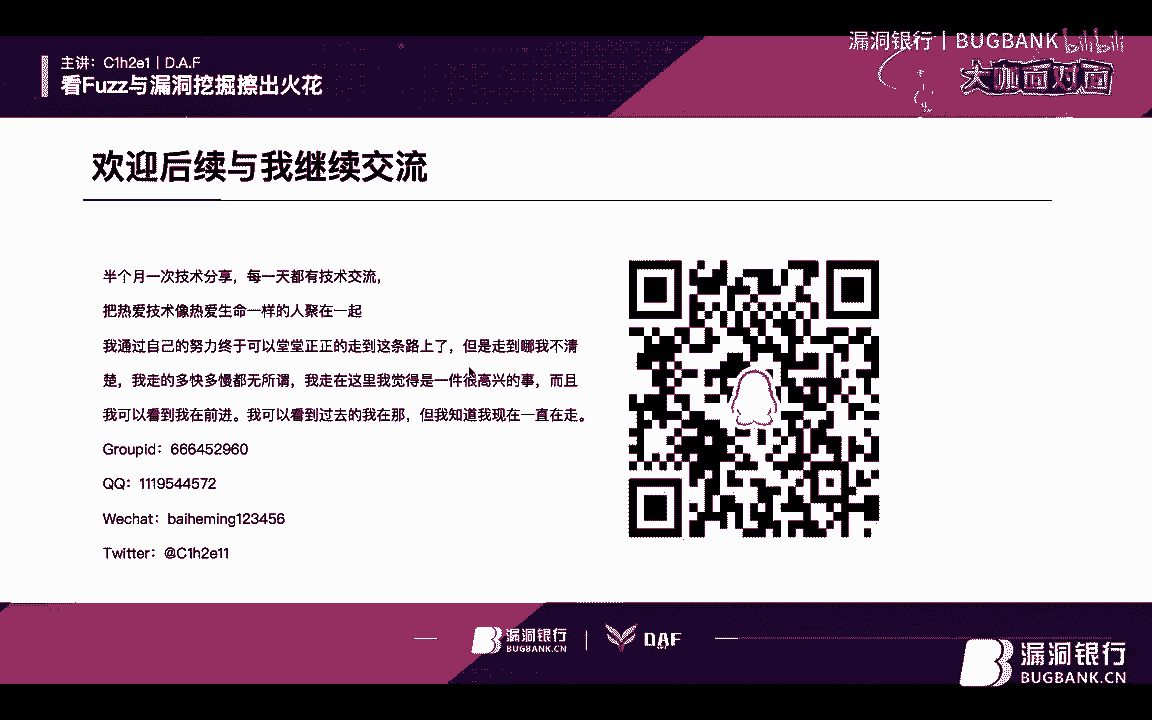 漏洞银行 | BUGBANK bilibili
主讲：C1h2e1 | D.A.F
看Fuzz与漏洞挖掘擦出火花
大咖面对面
欢迎后续与我继续交流
半个月一次技术分享，每一天都有技术交流，
把热爱技术像热爱生命一样的人聚在一起
我通过自己的努力终于可以堂堂正正的走到这条路上了，但是走到哪我不清
楚，我走的多快多慢都无所谓，我走在这里我觉得是一件很高兴的事，而且
我可以看到我在前进。我可以看到过去的我在那，但我知道我现在一直在走。
Groupid：666452960
QQ：1119544572
Wechat：baiheming123456
Twitter：@C1h2e11
漏洞银行
BUGBANK.CN
DAF
漏洞银行
BUGBANK.CN